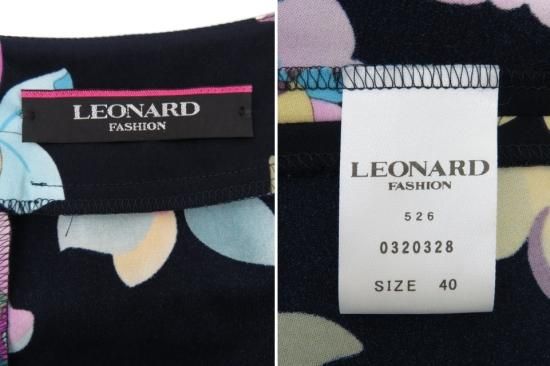 LEONARD
FASHION
LEONARD
FASHION
526
0320328
SIZE 40